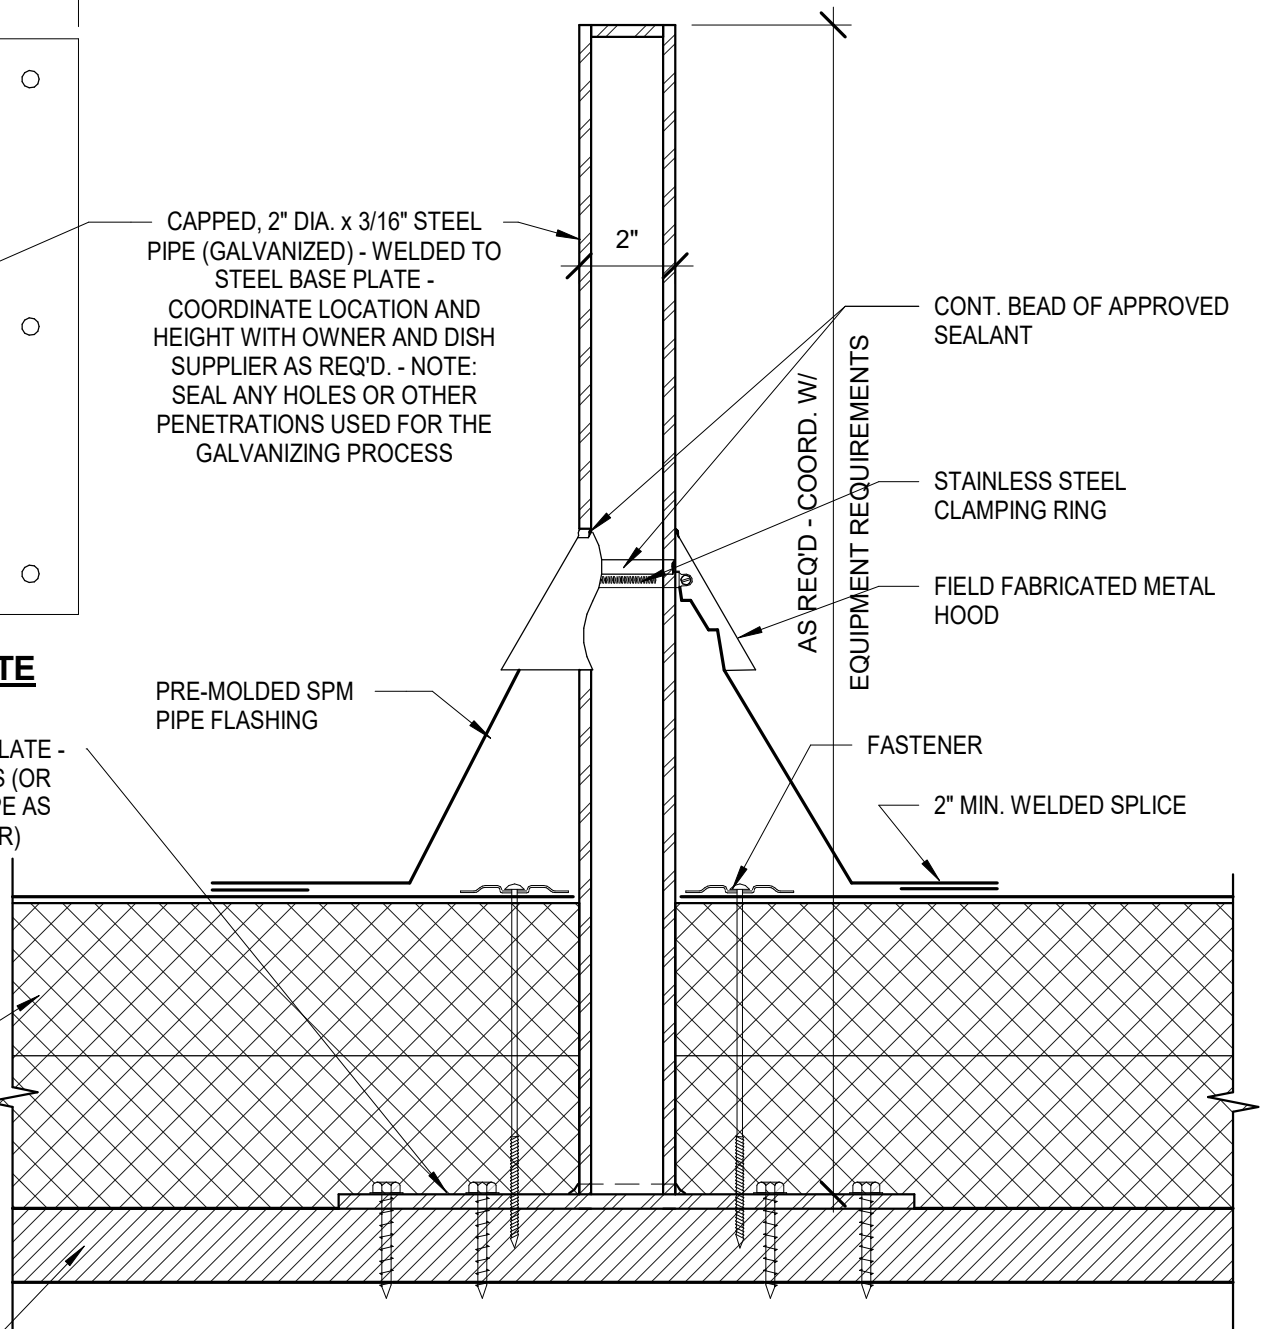 CAPPED, 2" DIA. x 3/16" STEEL
PIPE (GALVANIZED) - WELDED TO
STEEL BASE PLATE -
COORDINATE LOCATION AND
HEIGHT WITH OWNER AND DISH
SUPPLIER AS REQ'D. - NOTE:
SEAL ANY HOLES OR OTHER
PENETRATIONS USED FOR THE
GALVANIZING PROCESS
2"
CONT. BEAD OF APPROVED
SEALANT
AS REQ'D - COORD. W/
EQUIPMENT REQUIREMENTS
STAINLESS STEEL
CLAMPING RING
FIELD FABRICATED METAL
HOOD
TE
PRE-MOLDED SPM
PIPE FLASHING
LATE -
S (OR
PE AS
R)
FASTENER
2" MIN. WELDED SPLICE